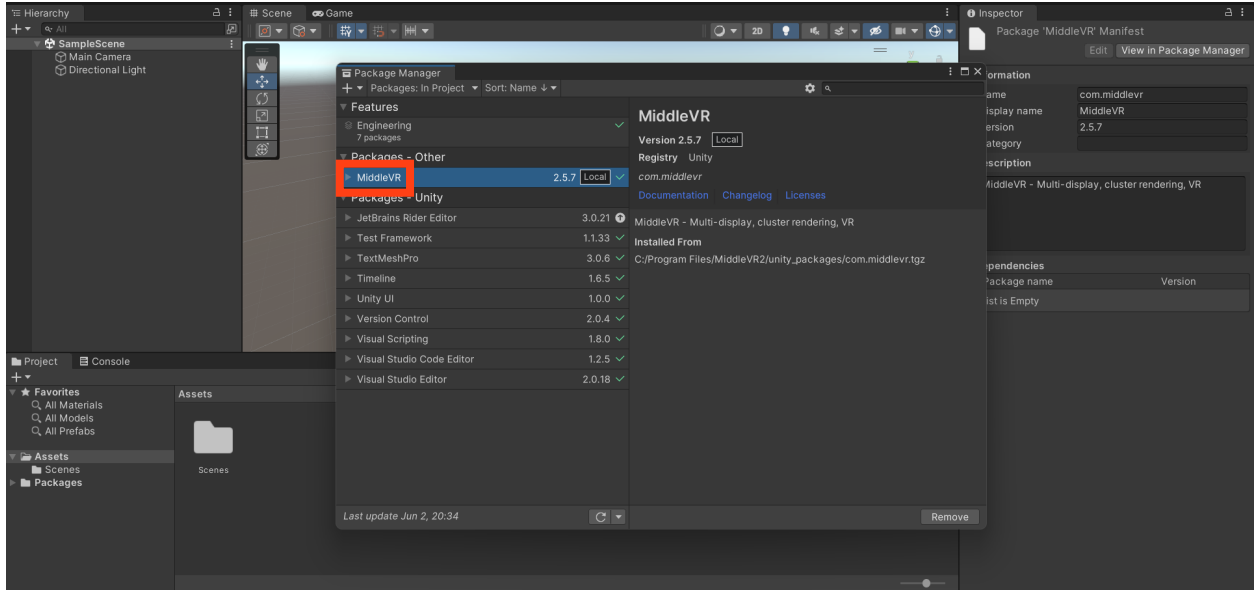 Hierarchy
All
SampleScene
Main Camera
Directional Light
Scene
Game
2D
Package Manager
Packages: In Project
Sort: Name ↓
Features
Engineering
7 packages
Packages - Other
MiddleVR 2.5.7 Local
Packages - Unity
JetBrains Rider Editor 3.0.21
Test Framework 1.1.33
TextMeshPro 3.0.6
Timeline 1.6.5
Unity UI 1.0.0
Version Control 2.0.4
Visual Scripting 1.8.0
Visual Studio Code Editor 1.2.5
Visual Studio Editor 2.0.18
Last update Jun 2, 20:34
MiddleVR
Version 2.5.7 Local
Registry Unity
com.middlevr
Documentation Changelog Licenses
MiddleVR - Multi-display, cluster rendering, VR
Installed From
C:/Program Files/MiddleVR2/unity_packages/com.middlevr.tgz
Remove
Inspector
Package 'MiddleVR' Manifest
Edit View in Package Manager
ormation
ame com.middlevr
isplay name MiddleVR
ersion 2.5.7
ategory
escription
MiddleVR - Multi-display, cluster rendering, VR
ependencies
Package name Version
ist is Empty
Project
Console
Favorites
All Materials
All Models
All Prefabs
Assets
Scenes
Packages
Assets
Scenes